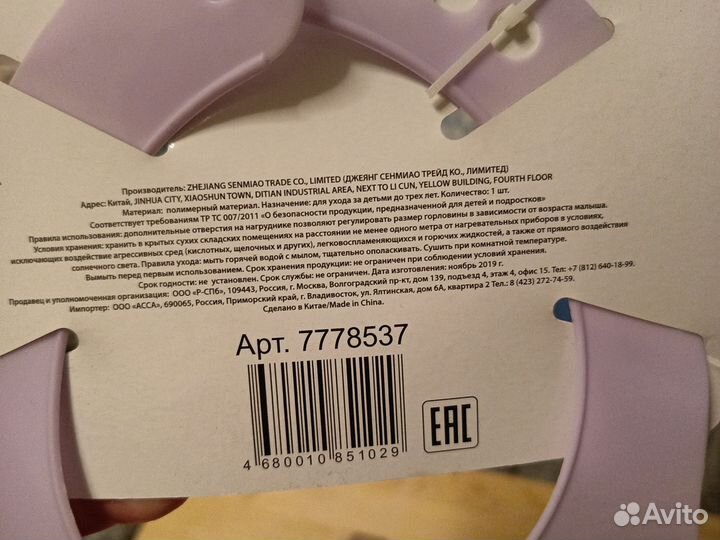 Производитель: ZHEJIANG SENMIAO TRADE CO., LIMITED (ДЖЕЯНГ СЕНМИАО ТРЕЙД КО., ЛИМИТЕД)
Адрес: Китай, JINHUA CITY, XIAOSHUN TOWN, DITIAN INDUSTRIAL AREA, NEXT TO LI CUN, YELLOW BUILDING, FOURTH FLOOR
Материал: полимерный материал. Назначение: для ухода за детьми до трех лет. Количество: 1 шт.
Соответствует требованиям ТР ТС 007/2011 «О безопасности продукции, предназначенной для детей и подростков»
Правила использования: дополнительные отверстия на нагруднике позволяют регулировать размер горловины в зависимости от возраста малыша.
Условия хранения: хранить в крытых сухих складских помещениях на расстоянии не менее одного метра от нагревательных приборов в условиях,
исключающих воздействие агрессивных сред (кислотных, щелочных и других), легковоспламеняющихся и горючих жидкостей, а также от прямого воздействия
солнечного света. Правила ухода: мыть горячей водой с мылом, тщательно ополаскивать. Сушить при комнатной температуре.
Вымыть перед первым использованием. Срок хранения продукции: не ограничен при соблюдении условий хранения.
Срок годности: не установлен. Срок службы: не ограничен. Дата изготовления: ноябрь 2019 г.
Продавец и уполномоченная организация: ООО «Р-СПб», 109443, Россия, г. Москва, Волгоградский пр-кт, дом 139, подъезд 4, этаж 4, офис 15. Тел: +7 (812) 640-18-99.
Импортер: ООО «АССА», 690065, Россия, Приморский край, г. Владивосток, ул. Ялтинская, дом 6А, квартира 2 Тел.: 8 (423) 272-74-59.
Сделано в Китае/Made in China.
Арт. 7778537
4 680010 851029
EAC
Avito